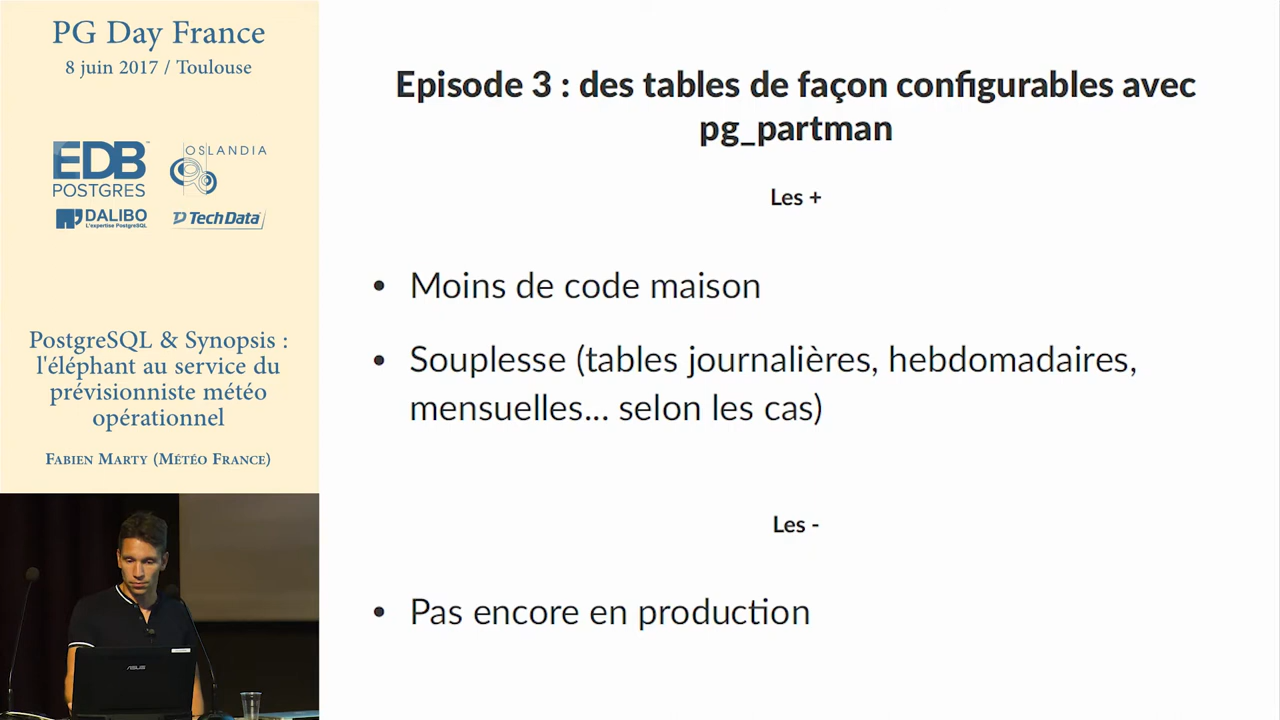 PG Day France
8 juin 2017 / Toulouse
EDB
POSTGRES
OSLANDIA
DALIBO
L'expertise PostgreSQL
TechData
PostgreSQL & Synopsis :
l'éléphant au service du
prévisionniste météo
opérationnel
Fabien Marty (Météo France)
Episode 3 : des tables de façon configurables avec
pg_partman
Les +
• Moins de code maison
• Souplesse (tables journalières, hebdomadaires,
mensuelles... selon les cas)
Les -
• Pas encore en production
ASUS